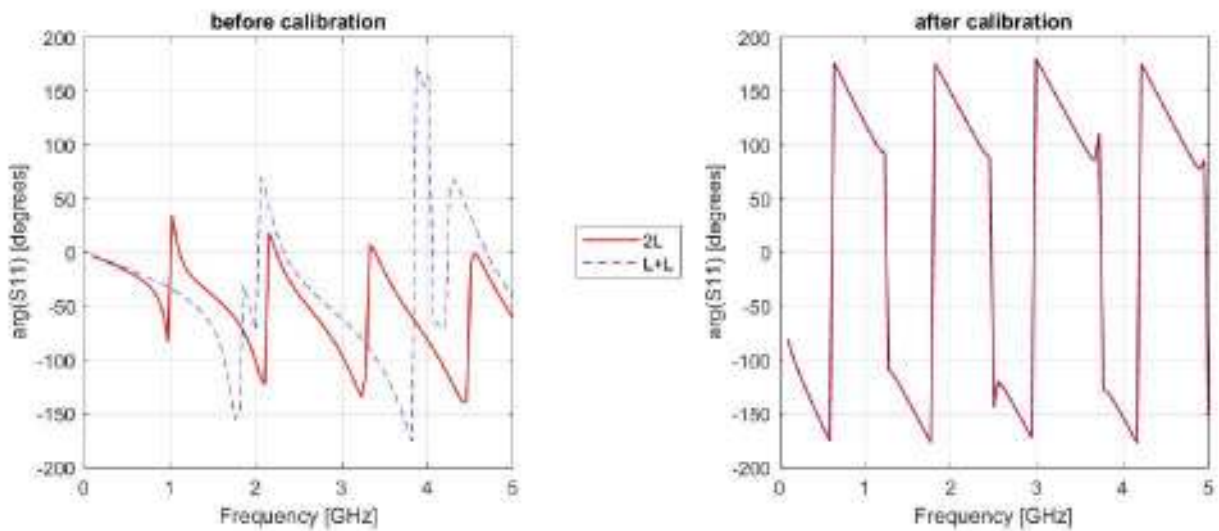 before calibration
200
150
100
50
0
-50
-100
-150
-200
arg(S11) [degrees]
0 1 2 3 4 5
Frequency [GHz]
2L
L+L
after calibration
200
150
100
50
0
-50
-100
-150
-200
arg(S11) [degrees]
0 1 2 3 4 5
Frequency [GHz]